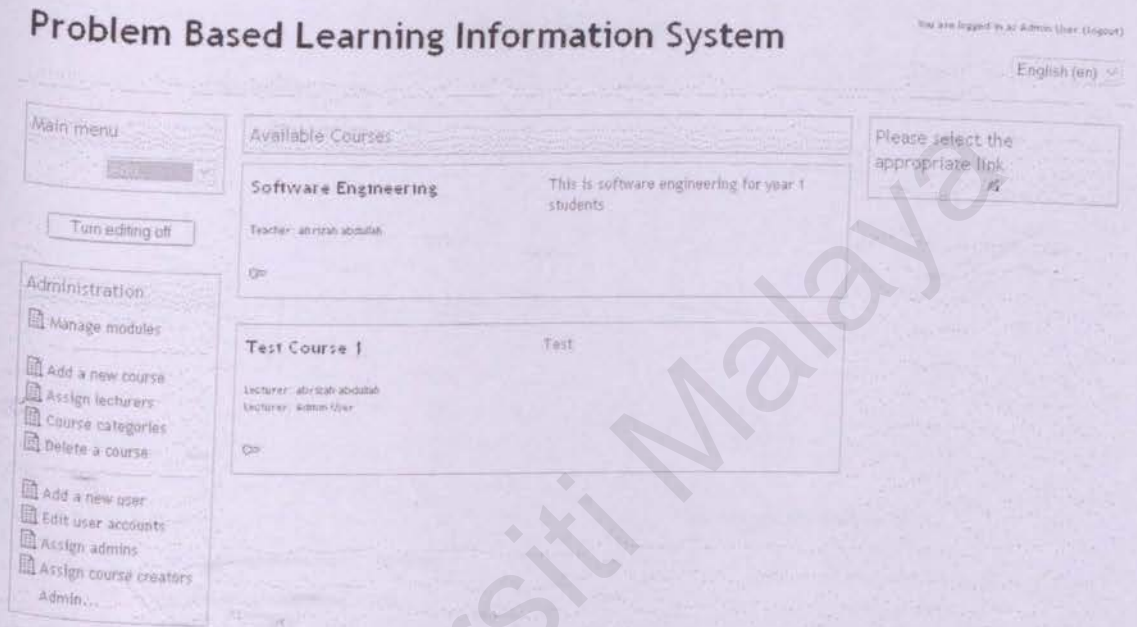 Problem Based Learning Information System
You are logged in as Admin User (Logout)
English (en)
Main menu
Turn editing off
Administration
Manage modules
Add a new course
Assign lecturers
Course categories
Delete a course
Add a new user
Edit user accounts
Assign admins
Assign course creators
Admin...
Available Courses
Software Engineering
This is software engineering for year 1
students
Teacher: abdullah
Test Course 1
Test
Lecturer: abdullah
Lecturer: Admin User
Please select the
appropriate link
rsiti Malaya